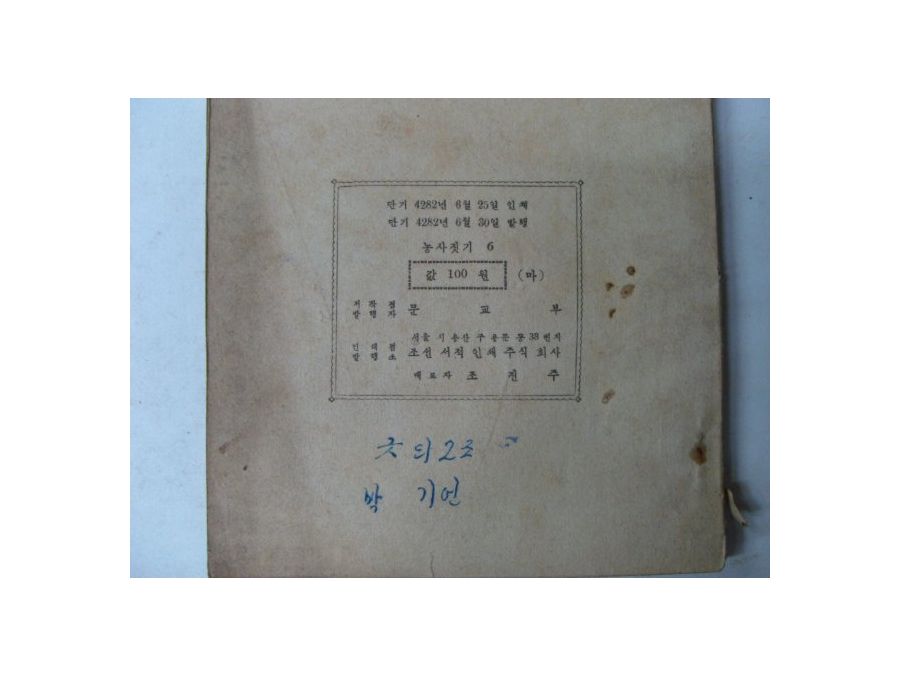 단기 4282년 6월 25일 인쇄
단기 4282년 6월 30일 발행
농사짓기 6
값 100 원 (마)
저작겸
발행자 문 교 부
서울 시 용산 구 용문 동 38 번지
인쇄겸
발행소 조선 서적 인쇄 주식 회사
대표자 조 진 주
2조
박 기언